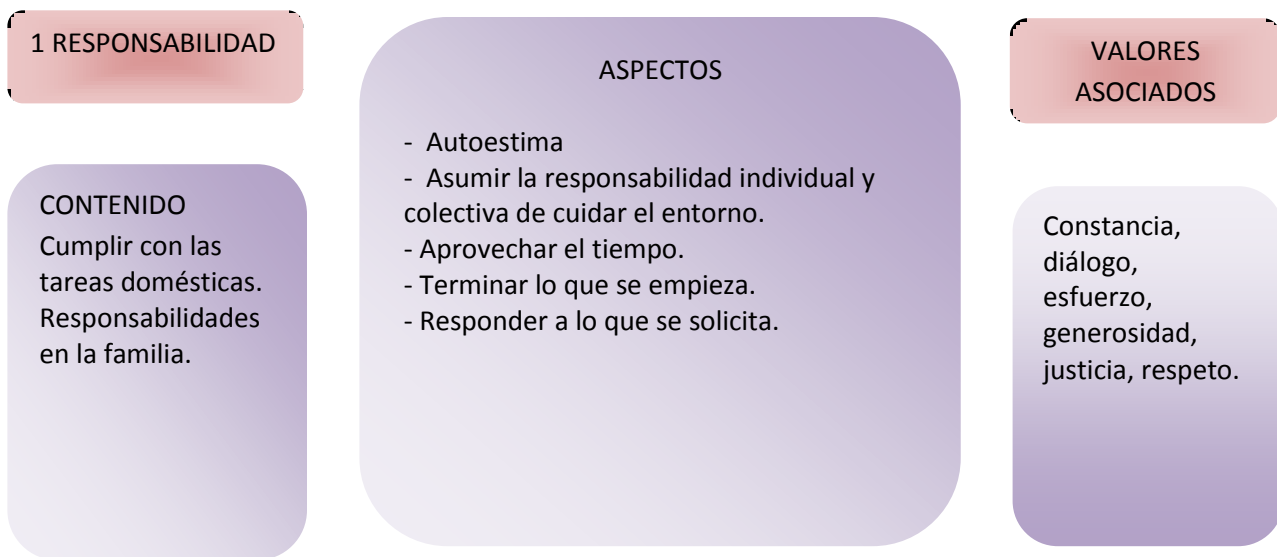 1 RESPONSABILIDAD
CONTENIDO
Cumplir con las
tareas domésticas.
Responsabilidades
en la familia.
ASPECTOS
- Autoestima
- Asumir la responsabilidad individual y
colectiva de cuidar el entorno.
- Aprovechar el tiempo.
- Terminar lo que se empieza.
- Responder a lo que se solicita.
VALORES
ASOCIADOS
Constancia,
diálogo,
esfuerzo,
generosidad,
justicia, respeto.